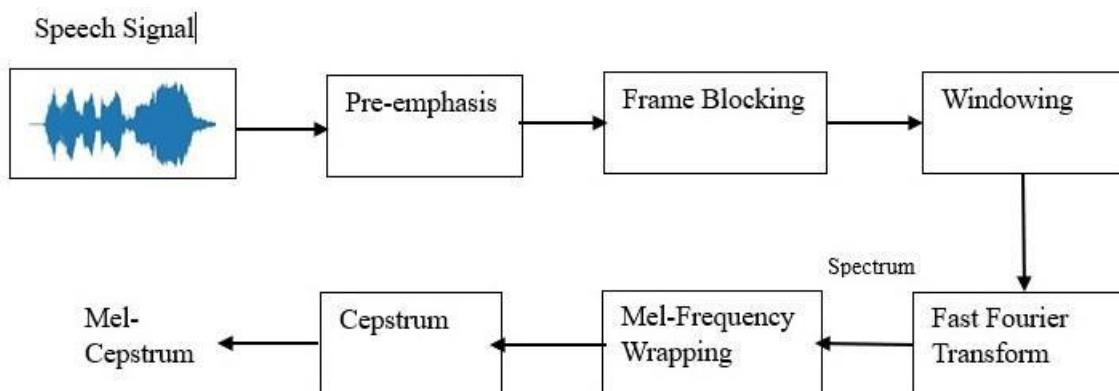 Speech Signal
Pre-emphasis
Frame Blocking
Windowing
Spectrum
Fast Fourier
Transform
Mel-Frequency
Wrapping
Cepstrum
Mel-
Cepstrum